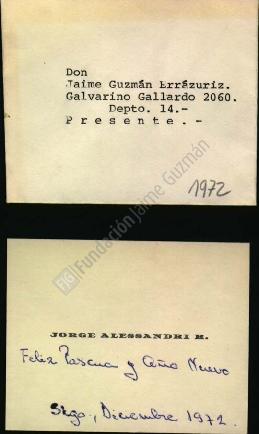 Don
Jaime Guzmán Errázuriz.
Galvarino Gallardo 2060.
Depto. 14.-
P r e s e n t e . -
1972
FJG Fundación Jaime Guzmán
JORGE ALESSANDRI R.
Feliz Pascua y Año Nuevo
Stgo., Diciembre 1972.